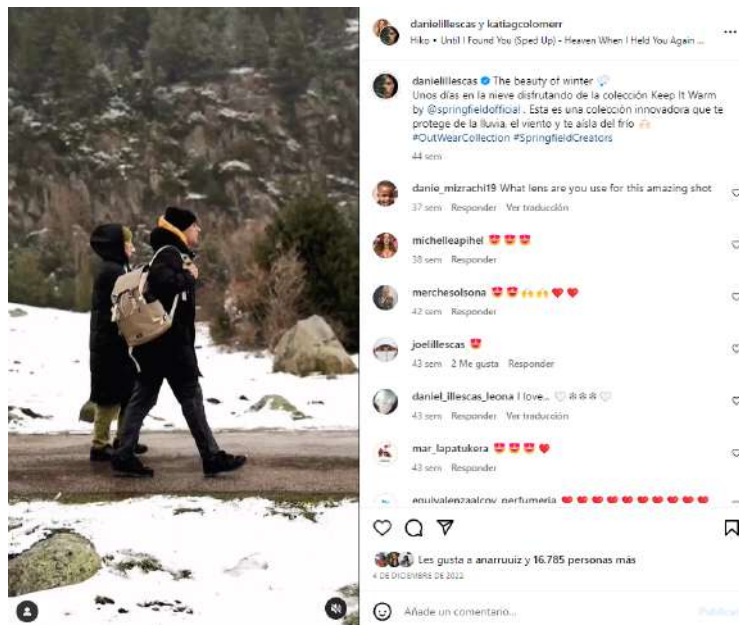 danielillescas y katiagcolomerr
Hiko • Until I Found You (Sped Up) - Heaven When I Held You Again ...
danielillescas The beauty of winter
Unos días en la nieve disfrutando de la colección Keep It Warm
by @springfieldofficial . Esta es una colección innovadora que te
protege de la lluvia, el viento y te aísla del frío
#OutWearCollection #SpringfieldCreators
44 sem
danie_mizrachi19 What lens are you use for this amazing shot
37 sem Responder Ver traducción
michelleapihel 😍😍😍
38 sem Responder
merchesolsona 😍😍🙌🙌❤️❤️
42 sem Responder
joelillescas 😍
43 sem 2 Me gusta Responder
daniel_illescas_leona I love... 🤍❄❄❄🤍
43 sem Responder Ver traducción
mar_lapatukera 😍😍😍❤️
43 sem Responder
equivalenzaalcoy_perfumeria ❤️❤️❤️❤️❤️❤️❤️❤️❤️
Les gusta a anarruuiz y 16.785 personas más
4 DE DICIEMBRE DE 2022
Añade un comentario...
Publicar